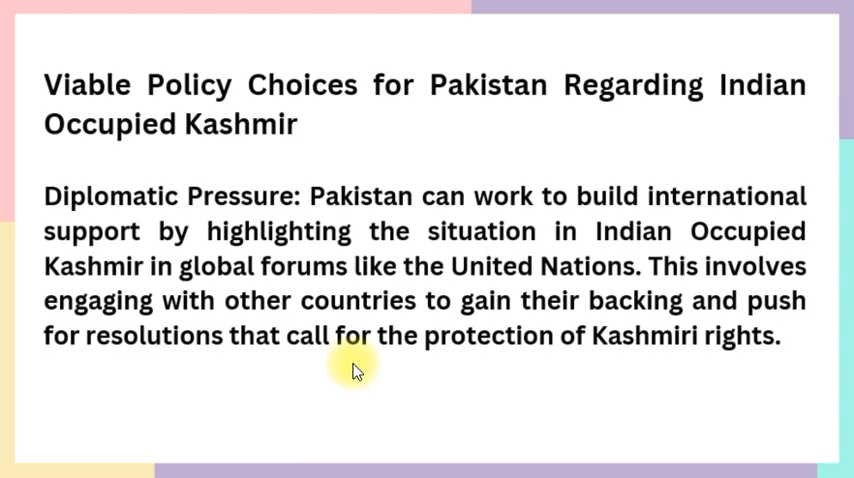 Viable Policy Choices for Pakistan Regarding Indian
Occupied Kashmir
Diplomatic Pressure: Pakistan can work to build international
support by highlighting the situation in Indian Occupied
Kashmir in global forums like the United Nations. This involves
engaging with other countries to gain their backing and push
for resolutions that call for the protection of Kashmiri rights.